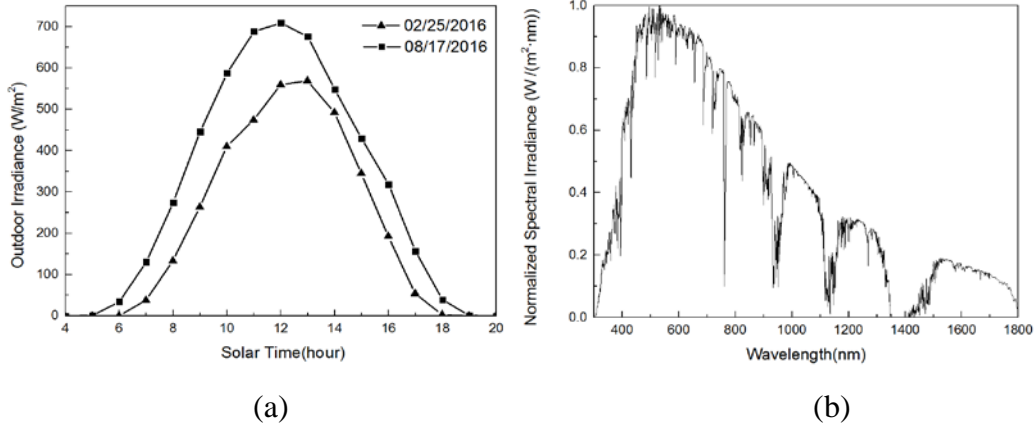 02/25/2016
08/17/2016
Outdoor Irradiance (W/m²)
700
600
500
400
300
200
100
0
4 6 8 10 12 14 16 18 20
Solar Time(hour)
(a)
Normalized Spectral Irradiance (W /(m²·nm))
1.0
0.8
0.6
0.4
0.2
0.0
400 600 800 1000 1200 1400 1600 1800
Wavelength(nm)
(b)